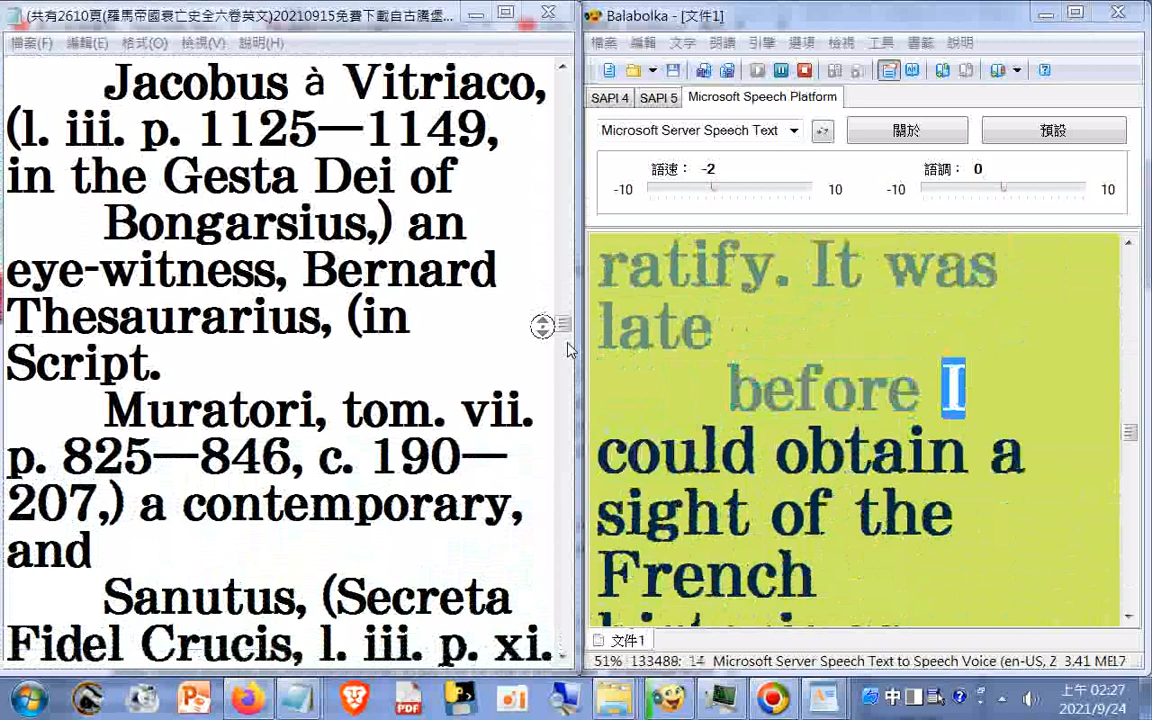 (共有2610頁(羅馬帝國衰亡史全六卷英文)20210915免費下載自古騰堡...
檔案(F) 編輯(E) 格式(O) 檢視(V) 說明(H)
Jacobus à Vitriaco,
(l. iii. p. 1125—1149,
in the Gesta Dei of
Bongarsius,) an
eye-witness, Bernard
Thesaurarius, (in
Script.
Muratori, tom. vii.
p. 825—846, c. 190—
207,) a contemporary,
and
Sanutus, (Secreta
Fidel Crucis, l. iii. p. xi.
Balabolka - [文件1]
檔案 編輯 文字 朗讀 引擎 選項 檢視 工具 書籤 說明
SAPI 4 SAPI 5 Microsoft Speech Platform
Microsoft Server Speech Text 關於 預設
語速： -2 語調： 0
-10 10 -10 10
ratify. It was
late
before I
could obtain a
sight of the
French
文件1
51% 133488: 14 Microsoft Server Speech Text to Speech Voice (en-US, Z 3.41 ME17
中 上午 02:27
2021/9/24